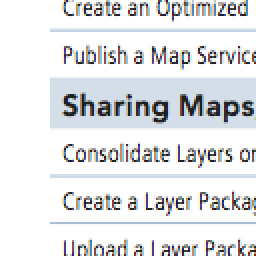 Create an Optimized
Publish a Map Service
Sharing Maps,
Consolidate Layers or
Create a Layer Packag
Upload a Layer Packa